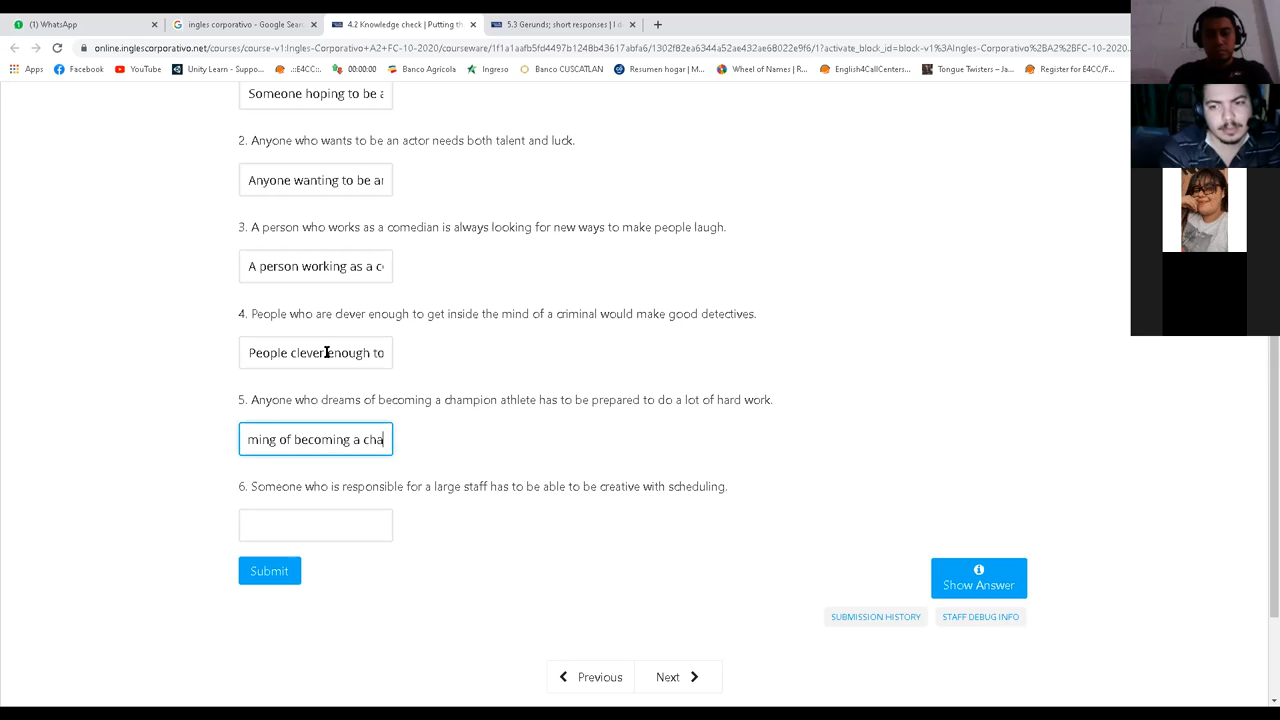 (1) WhatsApp
ingles corporativo - Google Sear
4.2 Knowledge check | Putting th
5.3 Gerunds; short responses | I d
online.inglescorporativo.net/courses/course-v1:Ingles-Corporativo+A2+FC-10-2020/courseware/1f1a1aafb5fd4497b1248b43617abfa6/1302f82ea6344a52ae432ae68022e9f6/1?activate_block_id=block-v1%3AIngles-Corporativo%2BA2%2BFC-10-2020...
Apps
Facebook
YouTube
Unity Learn - Suppo...
.::E4CC::.
00:00:00
Banco Agrícola
Ingreso
Banco CUSCATLAN
Resumen hogar | M...
Wheel of Names | R...
English4CallCenters...
Tongue Twisters – Ja...
Register for E4CC/F...
Someone hoping to be a
2. Anyone who wants to be an actor needs both talent and luck.
Anyone wanting to be an
3. A person who works as a comedian is always looking for new ways to make people laugh.
A person working as a c
4. People who are clever enough to get inside the mind of a criminal would make good detectives.
People clever enough to
5. Anyone who dreams of becoming a champion athlete has to be prepared to do a lot of hard work.
ming of becoming a cha
6. Someone who is responsible for a large staff has to be able to be creative with scheduling.
Submit
Show Answer
SUBMISSION HISTORY
STAFF DEBUG INFO
Previous
Next